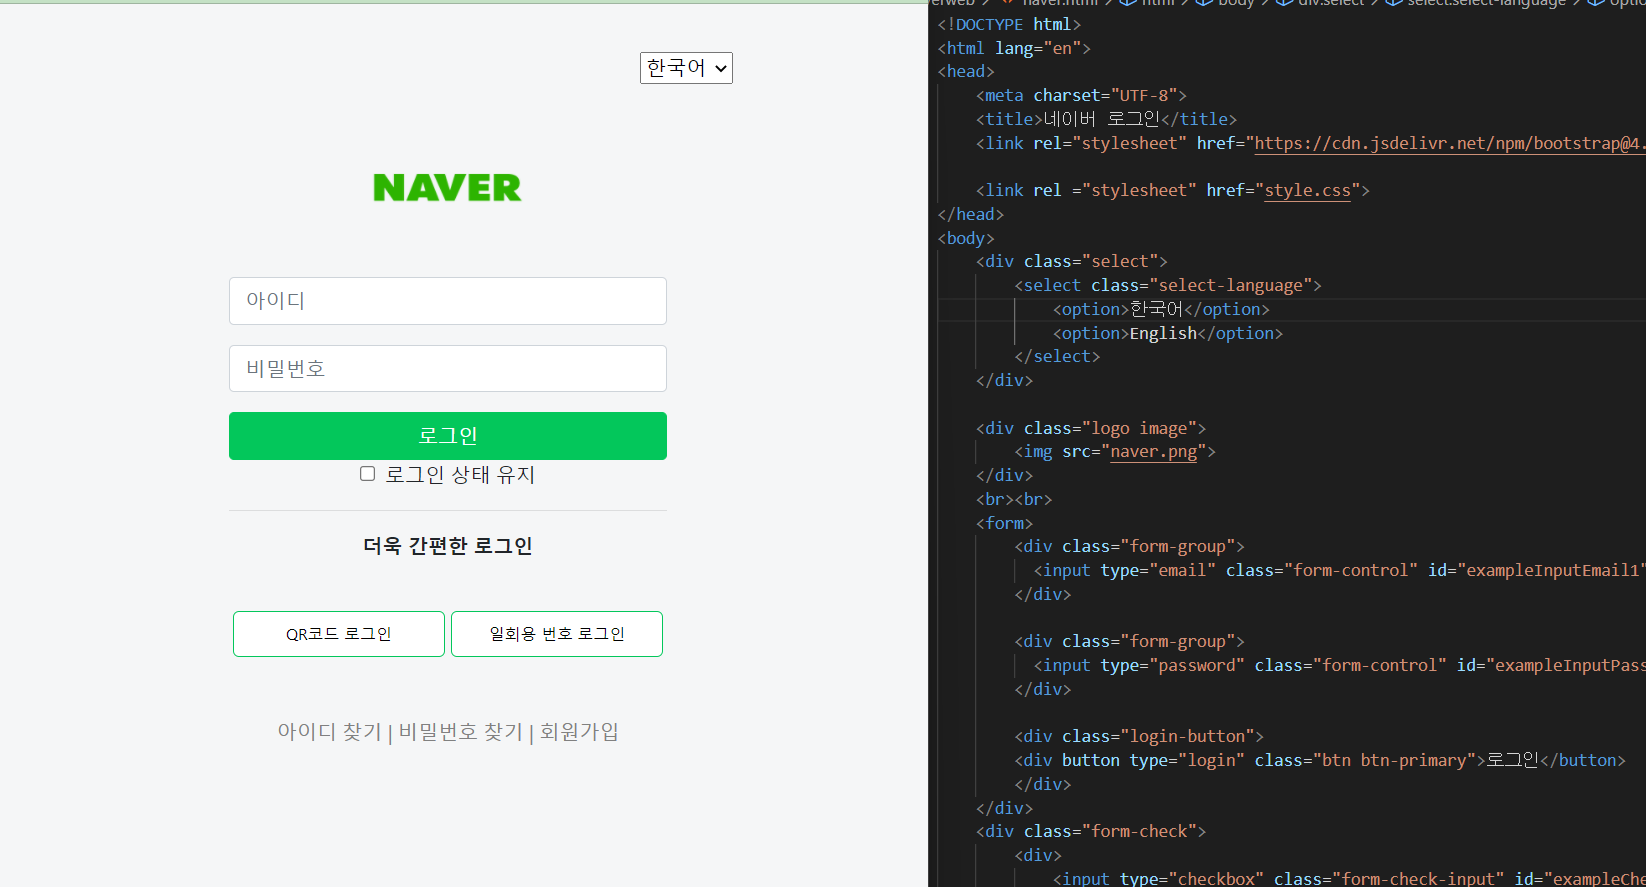 한국어
NAVER
아이디
비밀번호
로그인
로그인 상태 유지
더욱 간편한 로그인
QR코드 로그인
일회용 번호 로그인
아이디 찾기 | 비밀번호 찾기 | 회원가입
erweb > naver.html > html > body > div.select > select.select-language > optio
<!DOCTYPE html>
<html lang="en">
<head>
<meta charset="UTF-8">
<title>네이버 로그인</title>
<link rel="stylesheet" href="https://cdn.jsdelivr.net/npm/bootstrap@4.
<link rel ="stylesheet" href="style.css">
</head>
<body>
<div class="select">
<select class="select-language">
<option>한국어</option>
<option>English</option>
</select>
</div>
<div class="logo image">
<img src="naver.png">
</div>
<br><br>
<form>
<div class="form-group">
<input type="email" class="form-control" id="exampleInputEmail1"
</div>
<div class="form-group">
<input type="password" class="form-control" id="exampleInputPass
</div>
<div class="login-button">
<div button type="login" class="btn btn-primary">로그인</button>
</div>
</div>
<div class="form-check">
<div>
<input type="checkbox" class="form-check-input" id="exampleChe